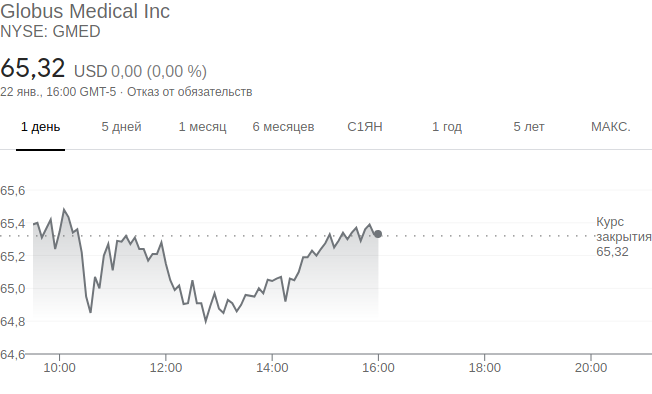 Globus Medical Inc
NYSE: GMED
65,32 USD 0,00 (0,00 %)
22 янв., 16:00 GMT-5 · Отказ от обязательств
1 день 5 дней 1 месяц 6 месяцев С1ЯН 1 год 5 лет МАКС.
65,6
65,4
Курс
закрытия
65,32
65,2
65,0
64,8
64,6
10:00 12:00 14:00 16:00 18:00 20:00